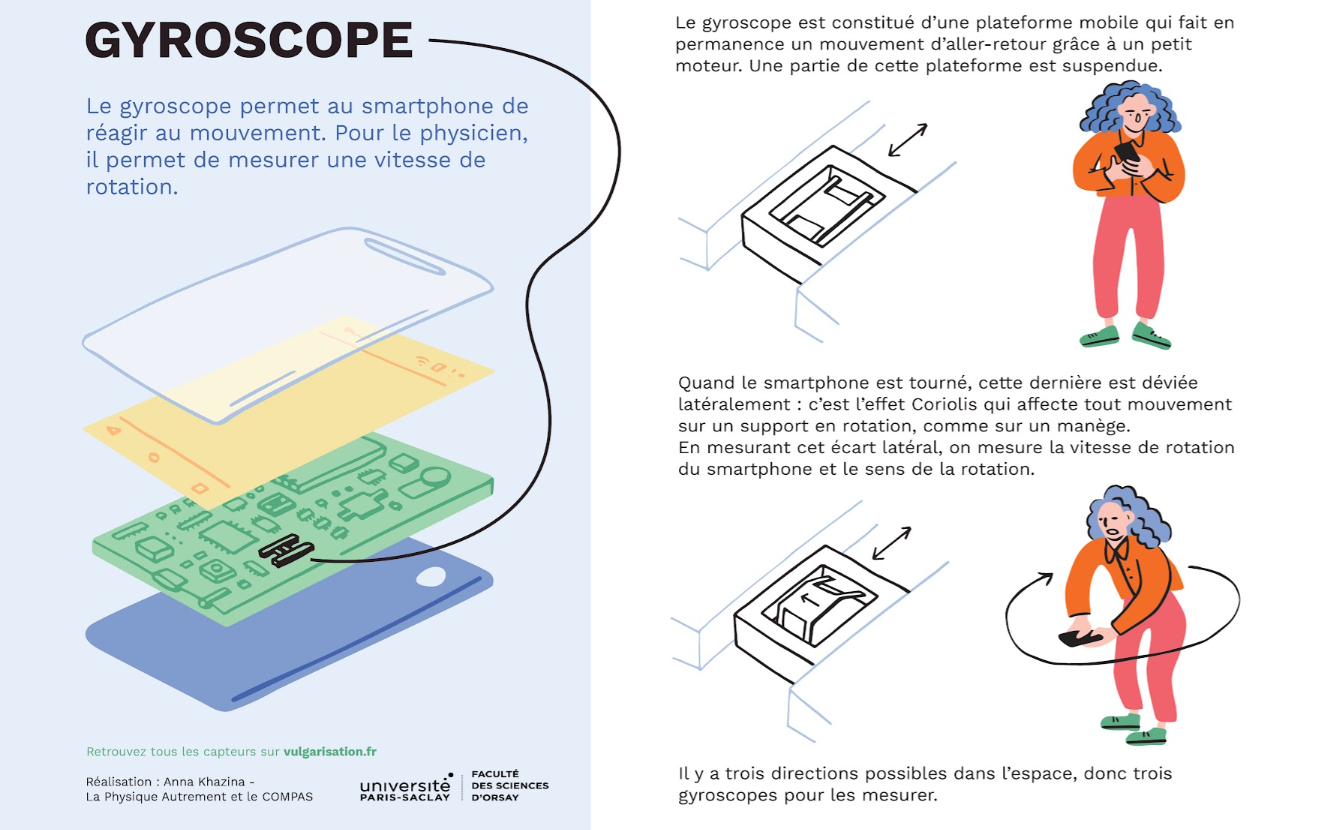 GYROSCOPE
Le gyroscope permet au smartphone de
réagir au mouvement. Pour le physicien,
il permet de mesurer une vitesse de
rotation.
Retrouvez tous les capteurs sur vulgarisation.fr
Réalisation : Anna Khazina -
La Physique Autrement et le COMPAS
université
PARIS-SACLAY
FACULTÉ
DES SCIENCES
D'ORSAY
Le gyroscope est constitué d'une plateforme mobile qui fait en
permanence un mouvement d'aller-retour grâce à un petit
moteur. Une partie de cette plateforme est suspendue.
Quand le smartphone est tourné, cette dernière est déviée
latéralement : c'est l'effet Coriolis qui affecte tout mouvement
sur un support en rotation, comme sur un manège.
En mesurant cet écart latéral, on mesure la vitesse de rotation
du smartphone et le sens de la rotation.
Il y a trois directions possibles dans l'espace, donc trois
gyroscopes pour les mesurer.